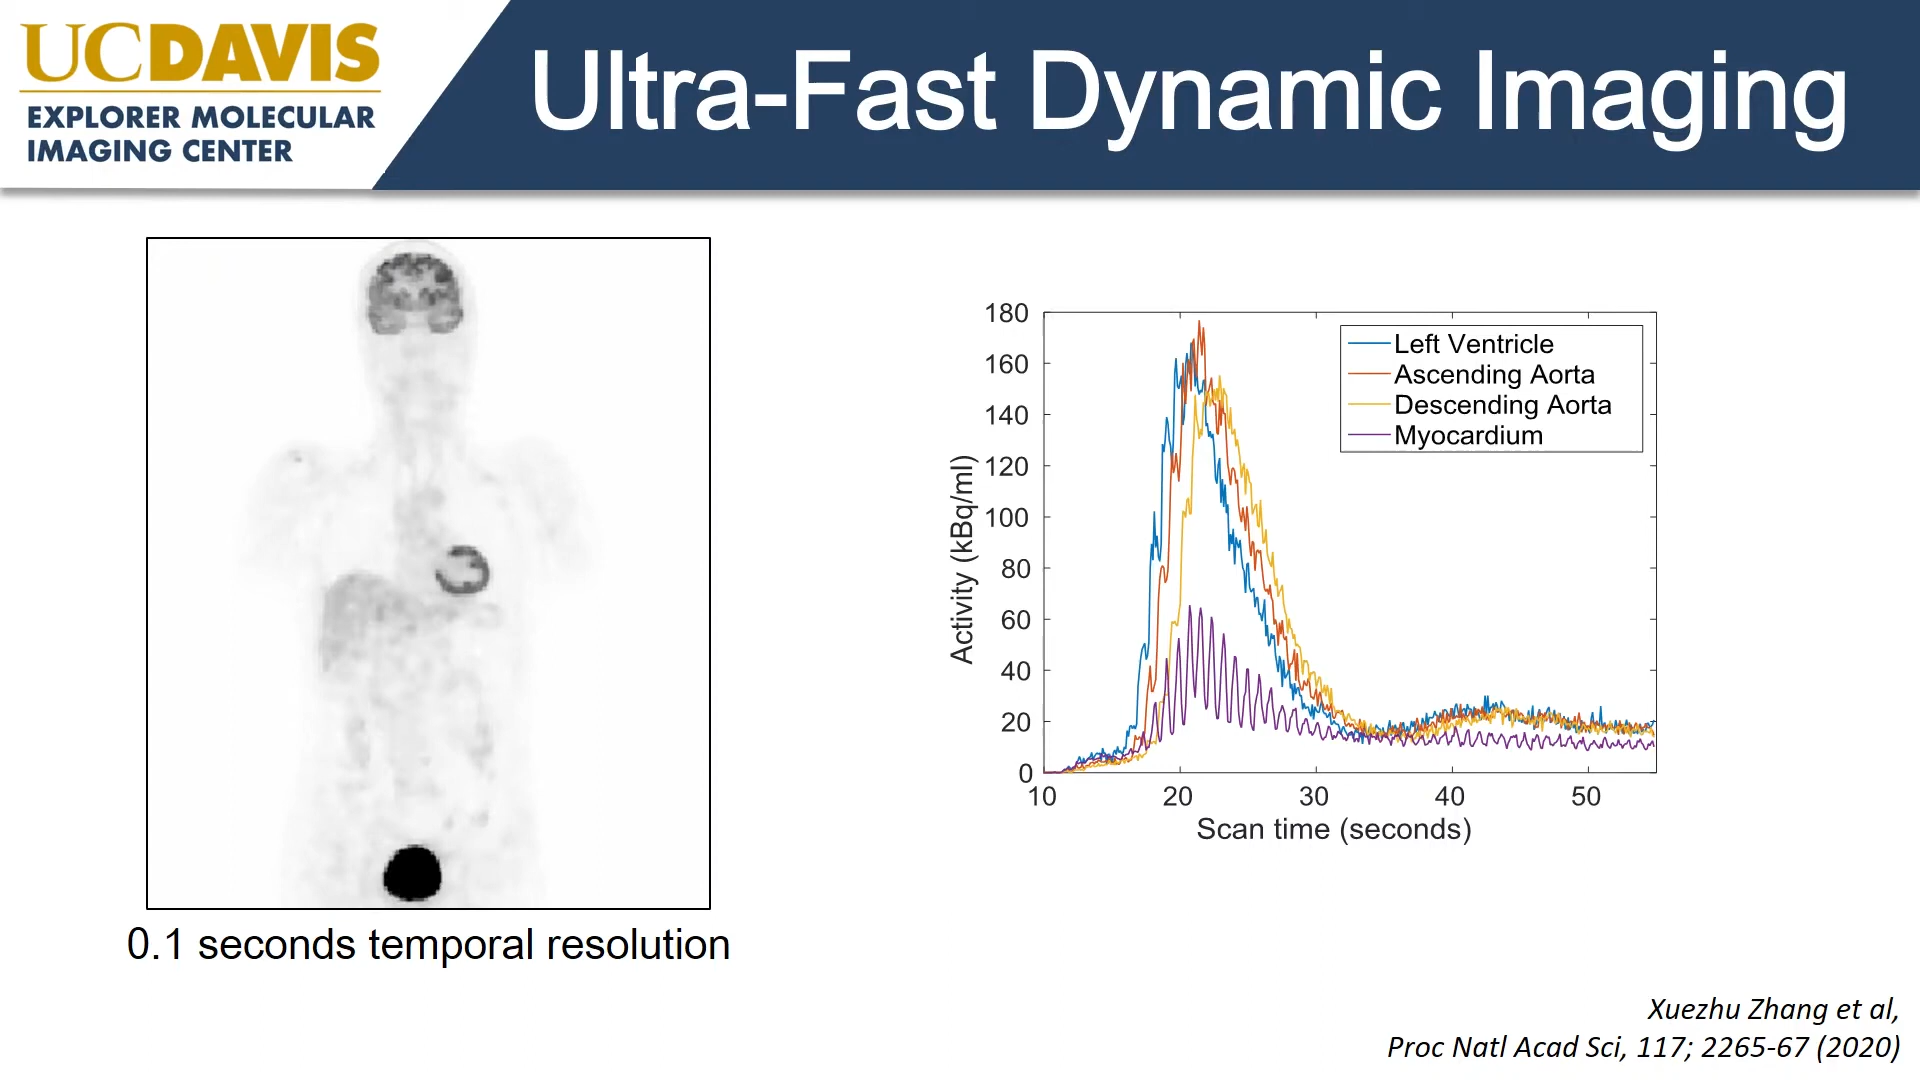 UCDAVIS
EXPLORER MOLECULAR
IMAGING CENTER
Ultra-Fast Dynamic Imaging
0.1 seconds temporal resolution
180
160
140
120
100
80
60
40
20
0
Activity (kBq/ml)
10 20 30 40 50
Scan time (seconds)
Left Ventricle
Ascending Aorta
Descending Aorta
Myocardium
Xuezhu Zhang et al,
Proc Natl Acad Sci, 117; 2265-67 (2020)